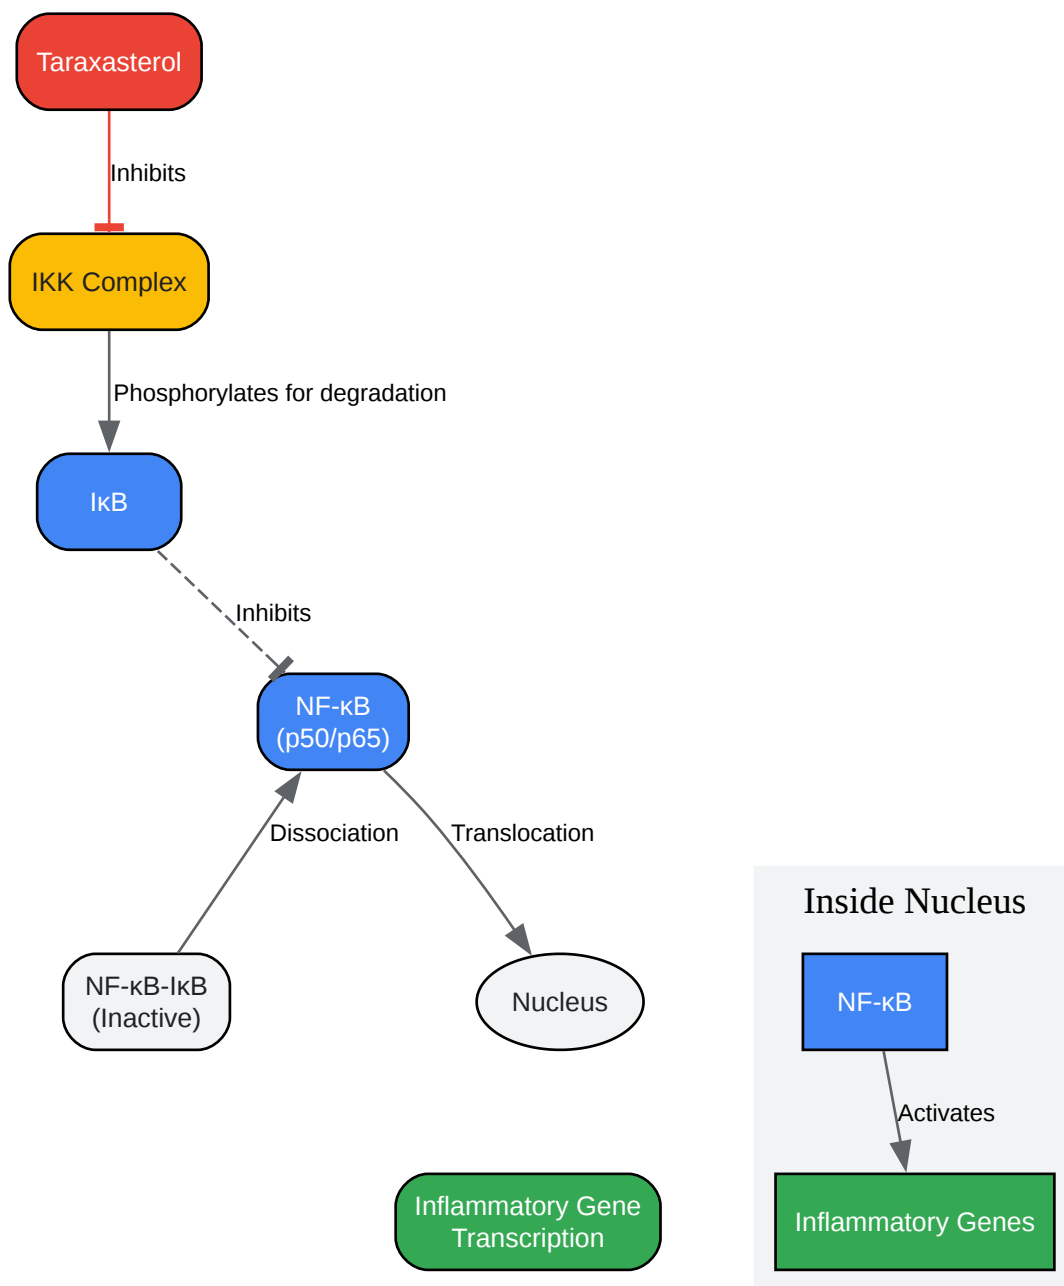 Taraxasterol
Inhibits
IKK Complex
Phosphorylates for degradation
IκB
Inhibits
NF-κB
(p50/p65)
Dissociation
Translocation
Inside Nucleus
NF-κB-IκB
(Inactive)
Nucleus
NF-κB
Activates
Inflammatory Gene
Transcription
Inflammatory Genes